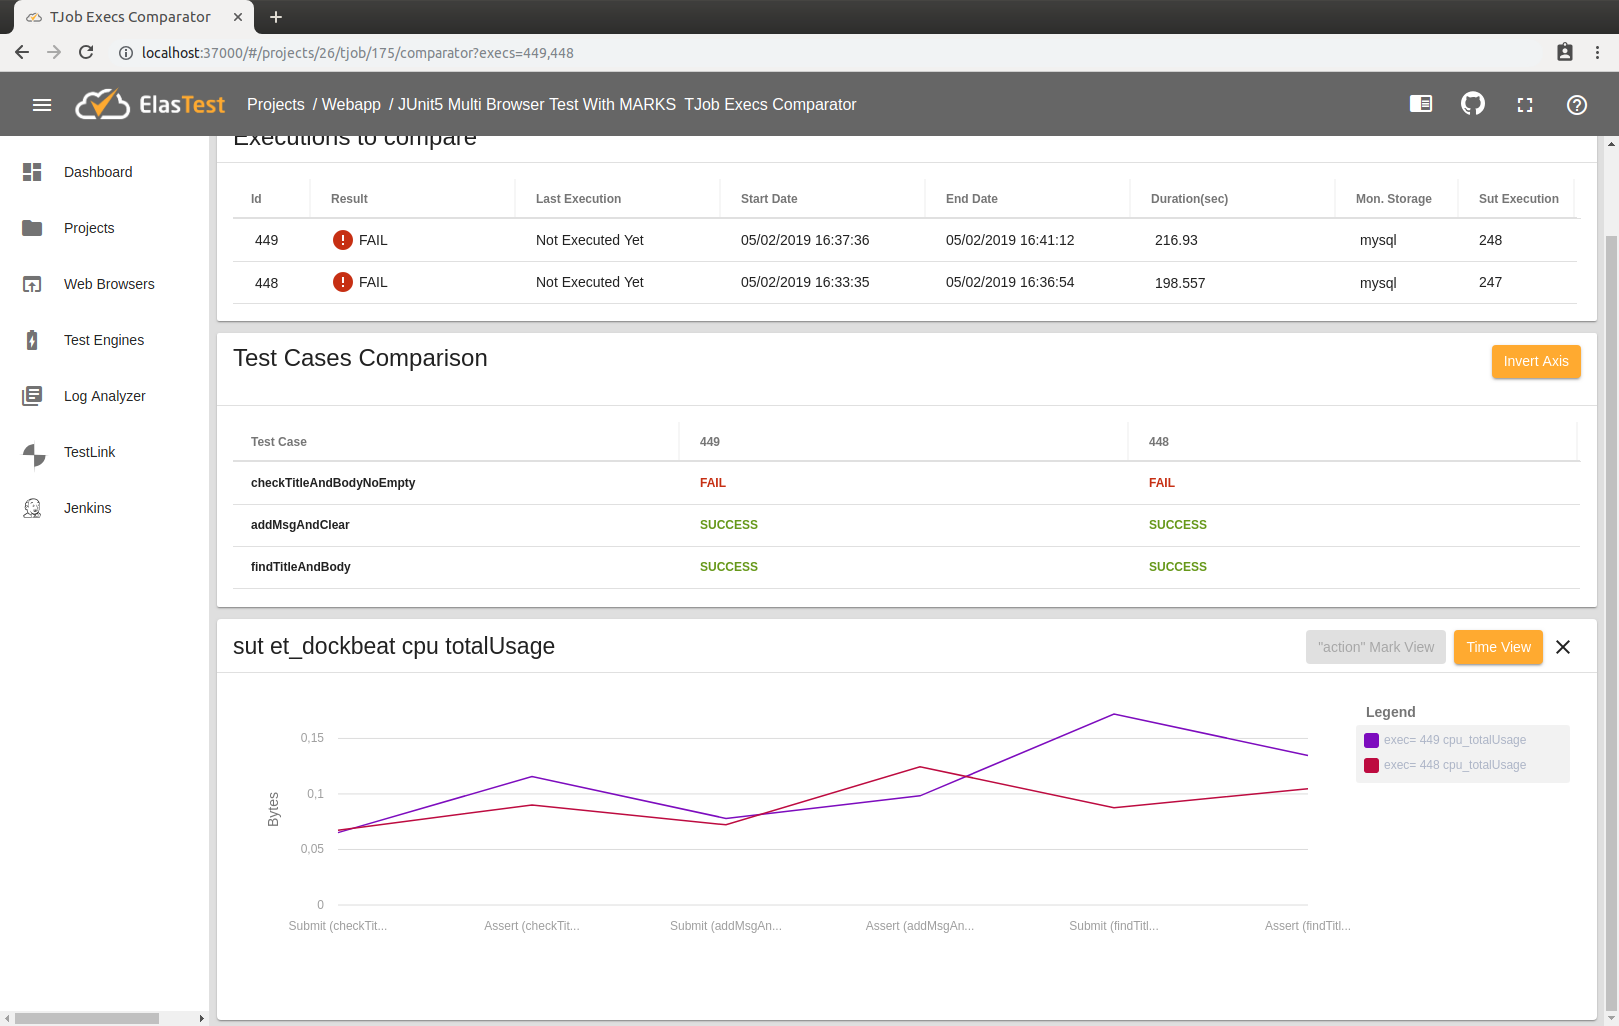 TJob Execs Comparator
localhost:37000/#/projects/26/tjob/175/comparator?execs=449,448
ElasTest
Projects / Webapp / JUnit5 Multi Browser Test With MARKS TJob Execs Comparator
Dashboard
Projects
Web Browsers
Test Engines
Log Analyzer
TestLink
Jenkins
Executions to compare
Id Result Last Execution Start Date End Date Duration(sec) Mon. Storage Sut Execution
449 FAIL Not Executed Yet 05/02/2019 16:37:36 05/02/2019 16:41:12 216.93 mysql 248
448 FAIL Not Executed Yet 05/02/2019 16:33:35 05/02/2019 16:36:54 198.557 mysql 247
Test Cases Comparison
Invert Axis
Test Case 449 448
checkTitleAndBodyNoEmpty FAIL FAIL
addMsgAndClear SUCCESS SUCCESS
findTitleAndBody SUCCESS SUCCESS
sut et_dockbeat cpu totalUsage
"action" Mark View
Time View
Legend
exec= 449 cpu_totalUsage
exec= 448 cpu_totalUsage
Bytes
0,15
0,1
0,05
0
Submit (checkTit... Assert (checkTit... Submit (addMsgAn... Assert (addMsgAn... Submit (findTitl... Assert (findTitl...